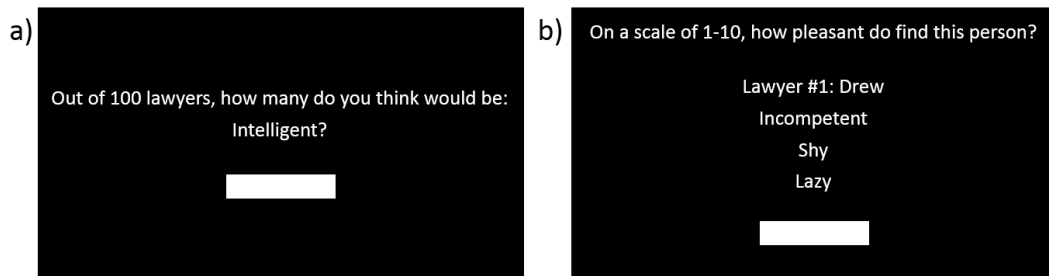 a)
Out of 100 lawyers, how many do you think would be:
Intelligent?
b)
On a scale of 1-10, how pleasant do find this person?
Lawyer #1: Drew
Incompetent
Shy
Lazy